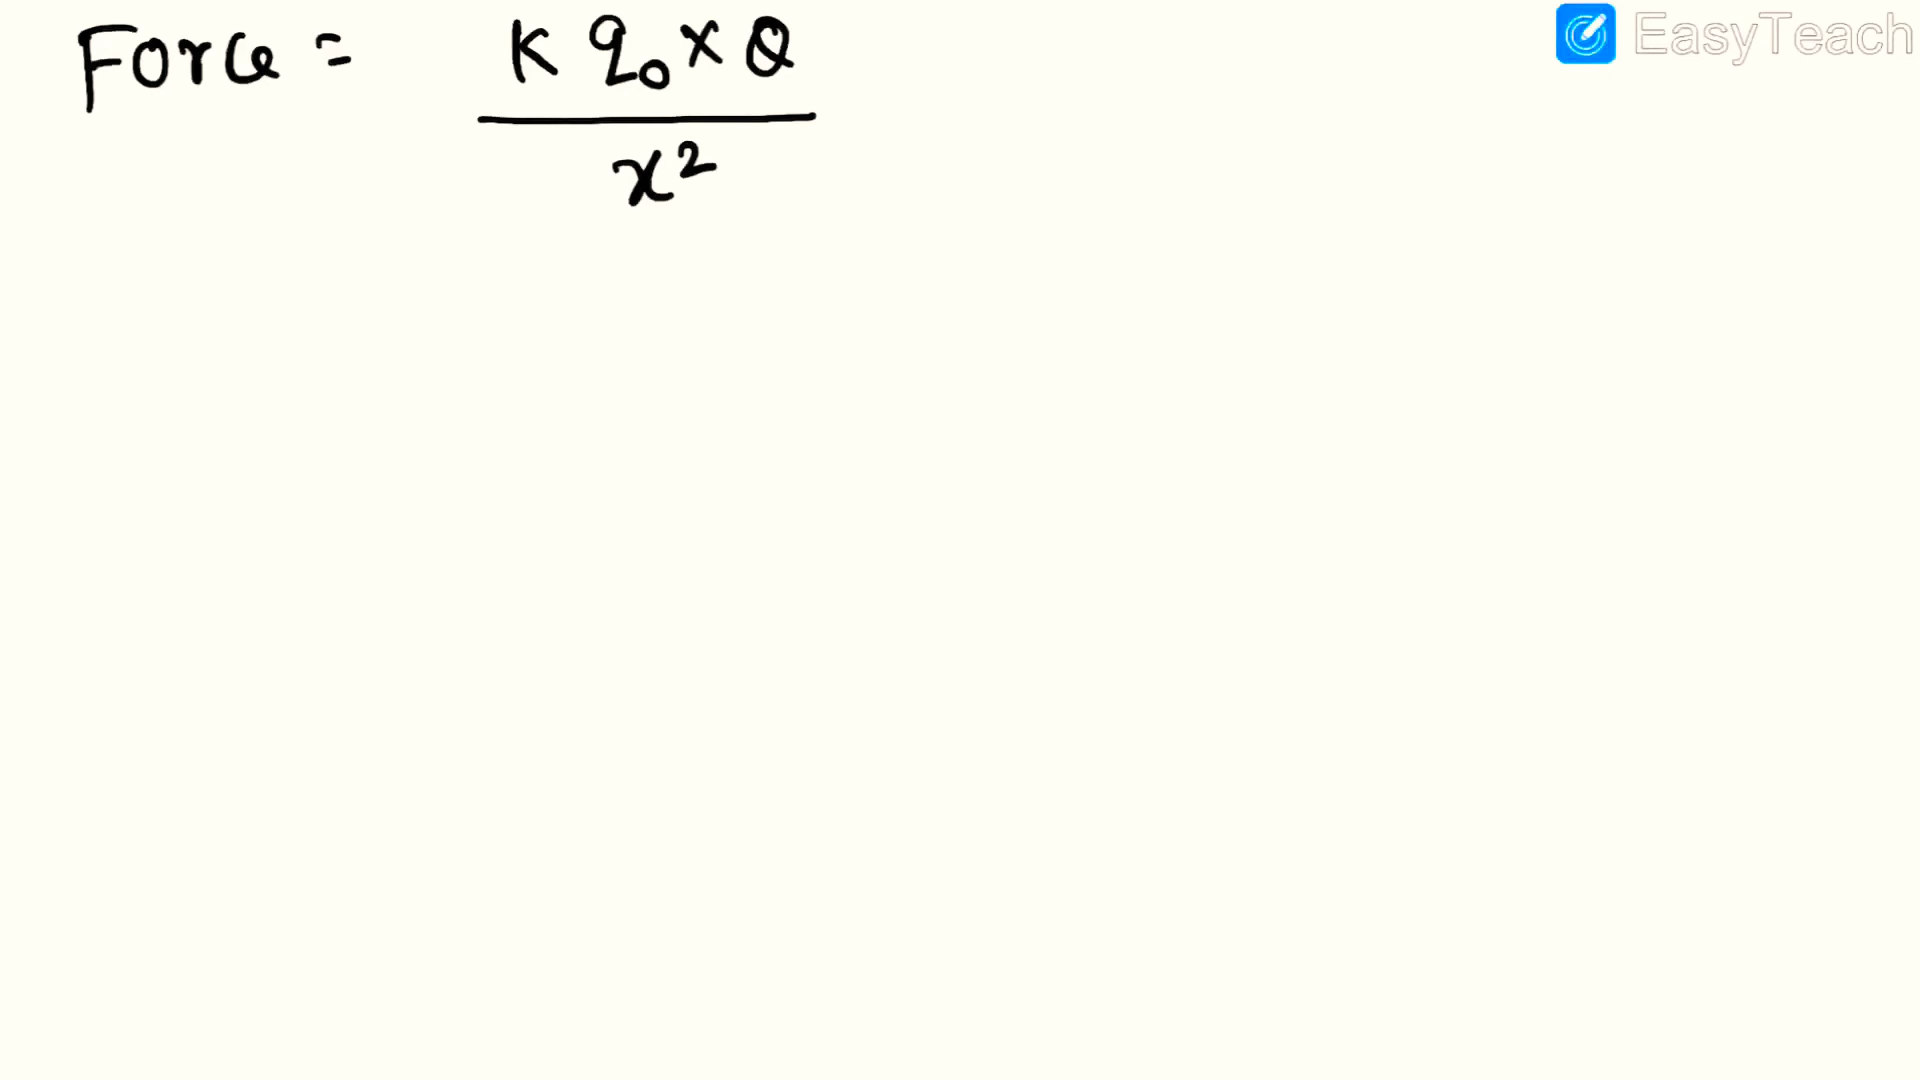 Force = K q₀ × Q
x²
EasyTeach